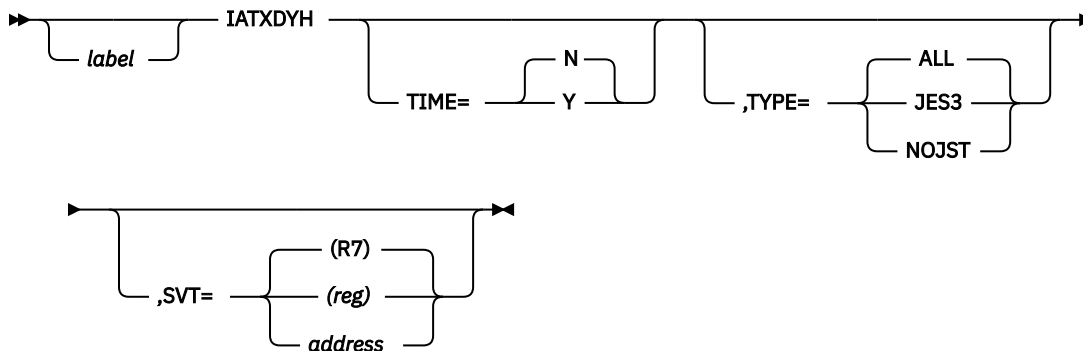 IATXDYH
label
TIME=
N
Y
,TYPE=
ALL
JES3
NOJST
,SVT=
(R7)
(reg)
address